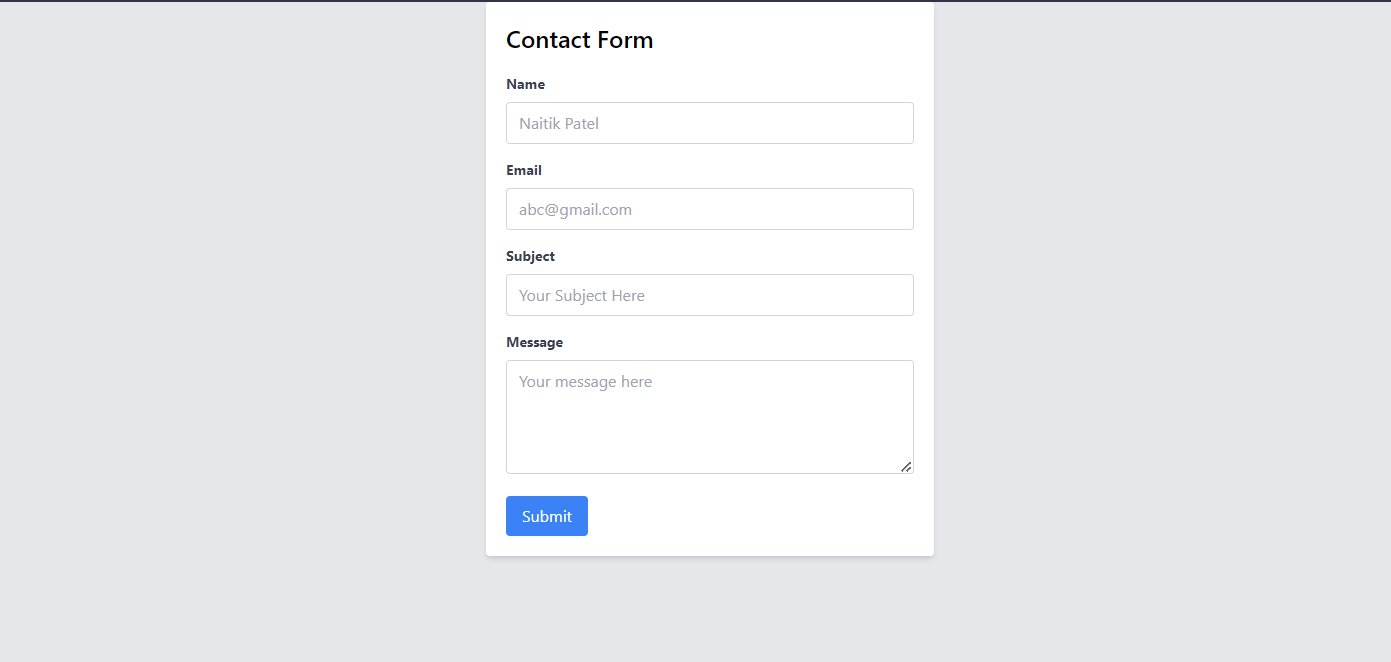 Contact Form
Name
Naitik Patel
Email
abc@gmail.com
Subject
Your Subject Here
Message
Your message here
Submit